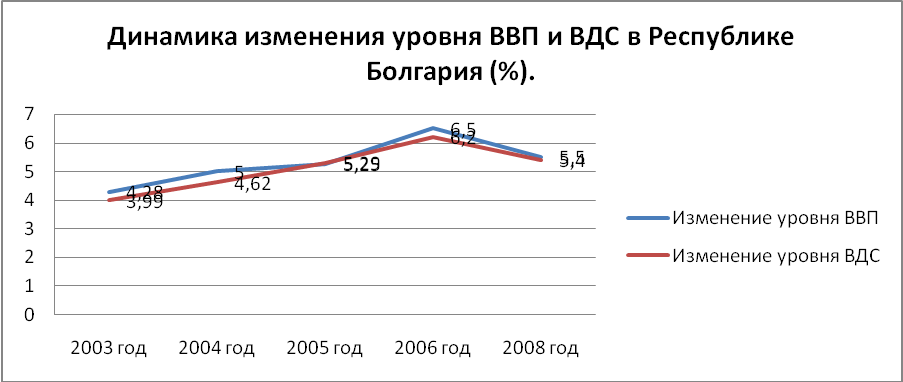 Динамика изменения уровня ВВП и ВДС в Республике
Болгария (%).
7
6
5
4
3
2
1
0
4,28
3,99
5
4,62
5,29
6,5
6,2
5,5
5,4
2003 год
2004 год
2005 год
2006 год
2008 год
Изменение уровня ВВП
Изменение уровня ВДС